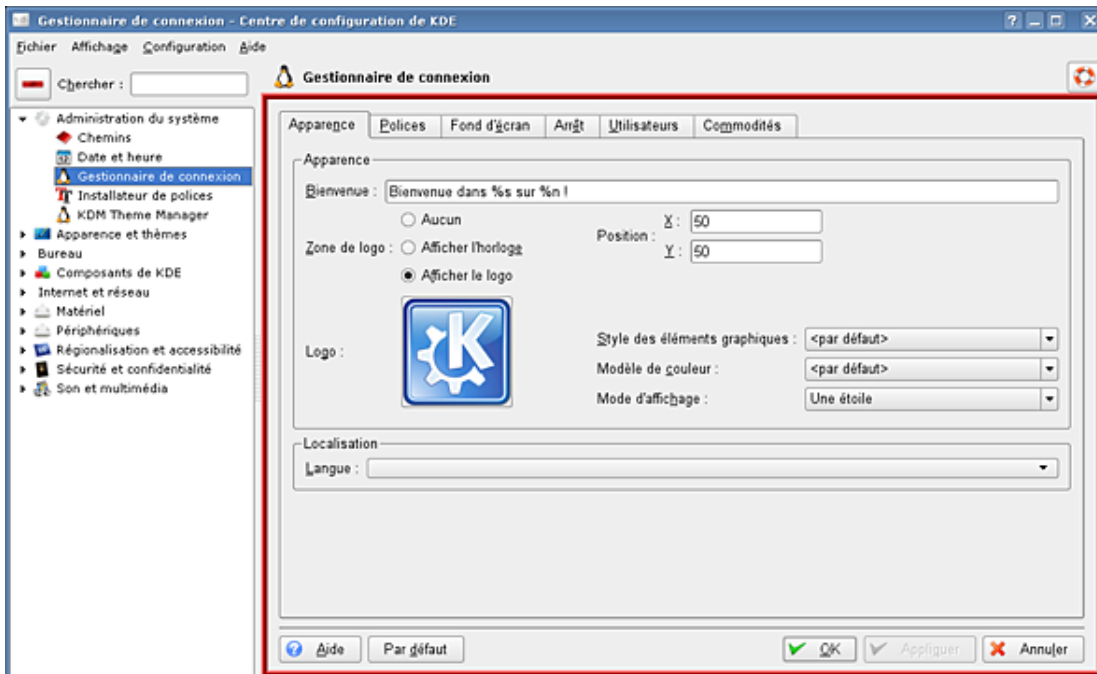 Gestionnaire de connexion - Centre de configuration de KDE
Fichier Affichage Configuration Aide
Chercher :
Gestionnaire de connexion
Administration du système
Chemins
Date et heure
Gestionnaire de connexion
Installateur de polices
KDM Theme Manager
Apparence et thèmes
Bureau
Composants de KDE
Internet et réseau
Matériel
Périphériques
Régionalisation et accessibilité
Sécurité et confidentialité
Son et multimédia
Apparence Polices Fond d'écran Arrêt Utilisateurs Commodités
Apparence
Bienvenue : Bienvenue dans %s sur %n !
Zone de logo :
Aucun
Afficher l'horloge
Afficher le logo
Position :
X : 50
Y : 50
Logo :
K
Style des éléments graphiques : <par défaut>
Modèle de couleur : <par défaut>
Mode d'affichage : Une étoile
Localisation
Langue :
Aide Par défaut OK Appliquer Annuler